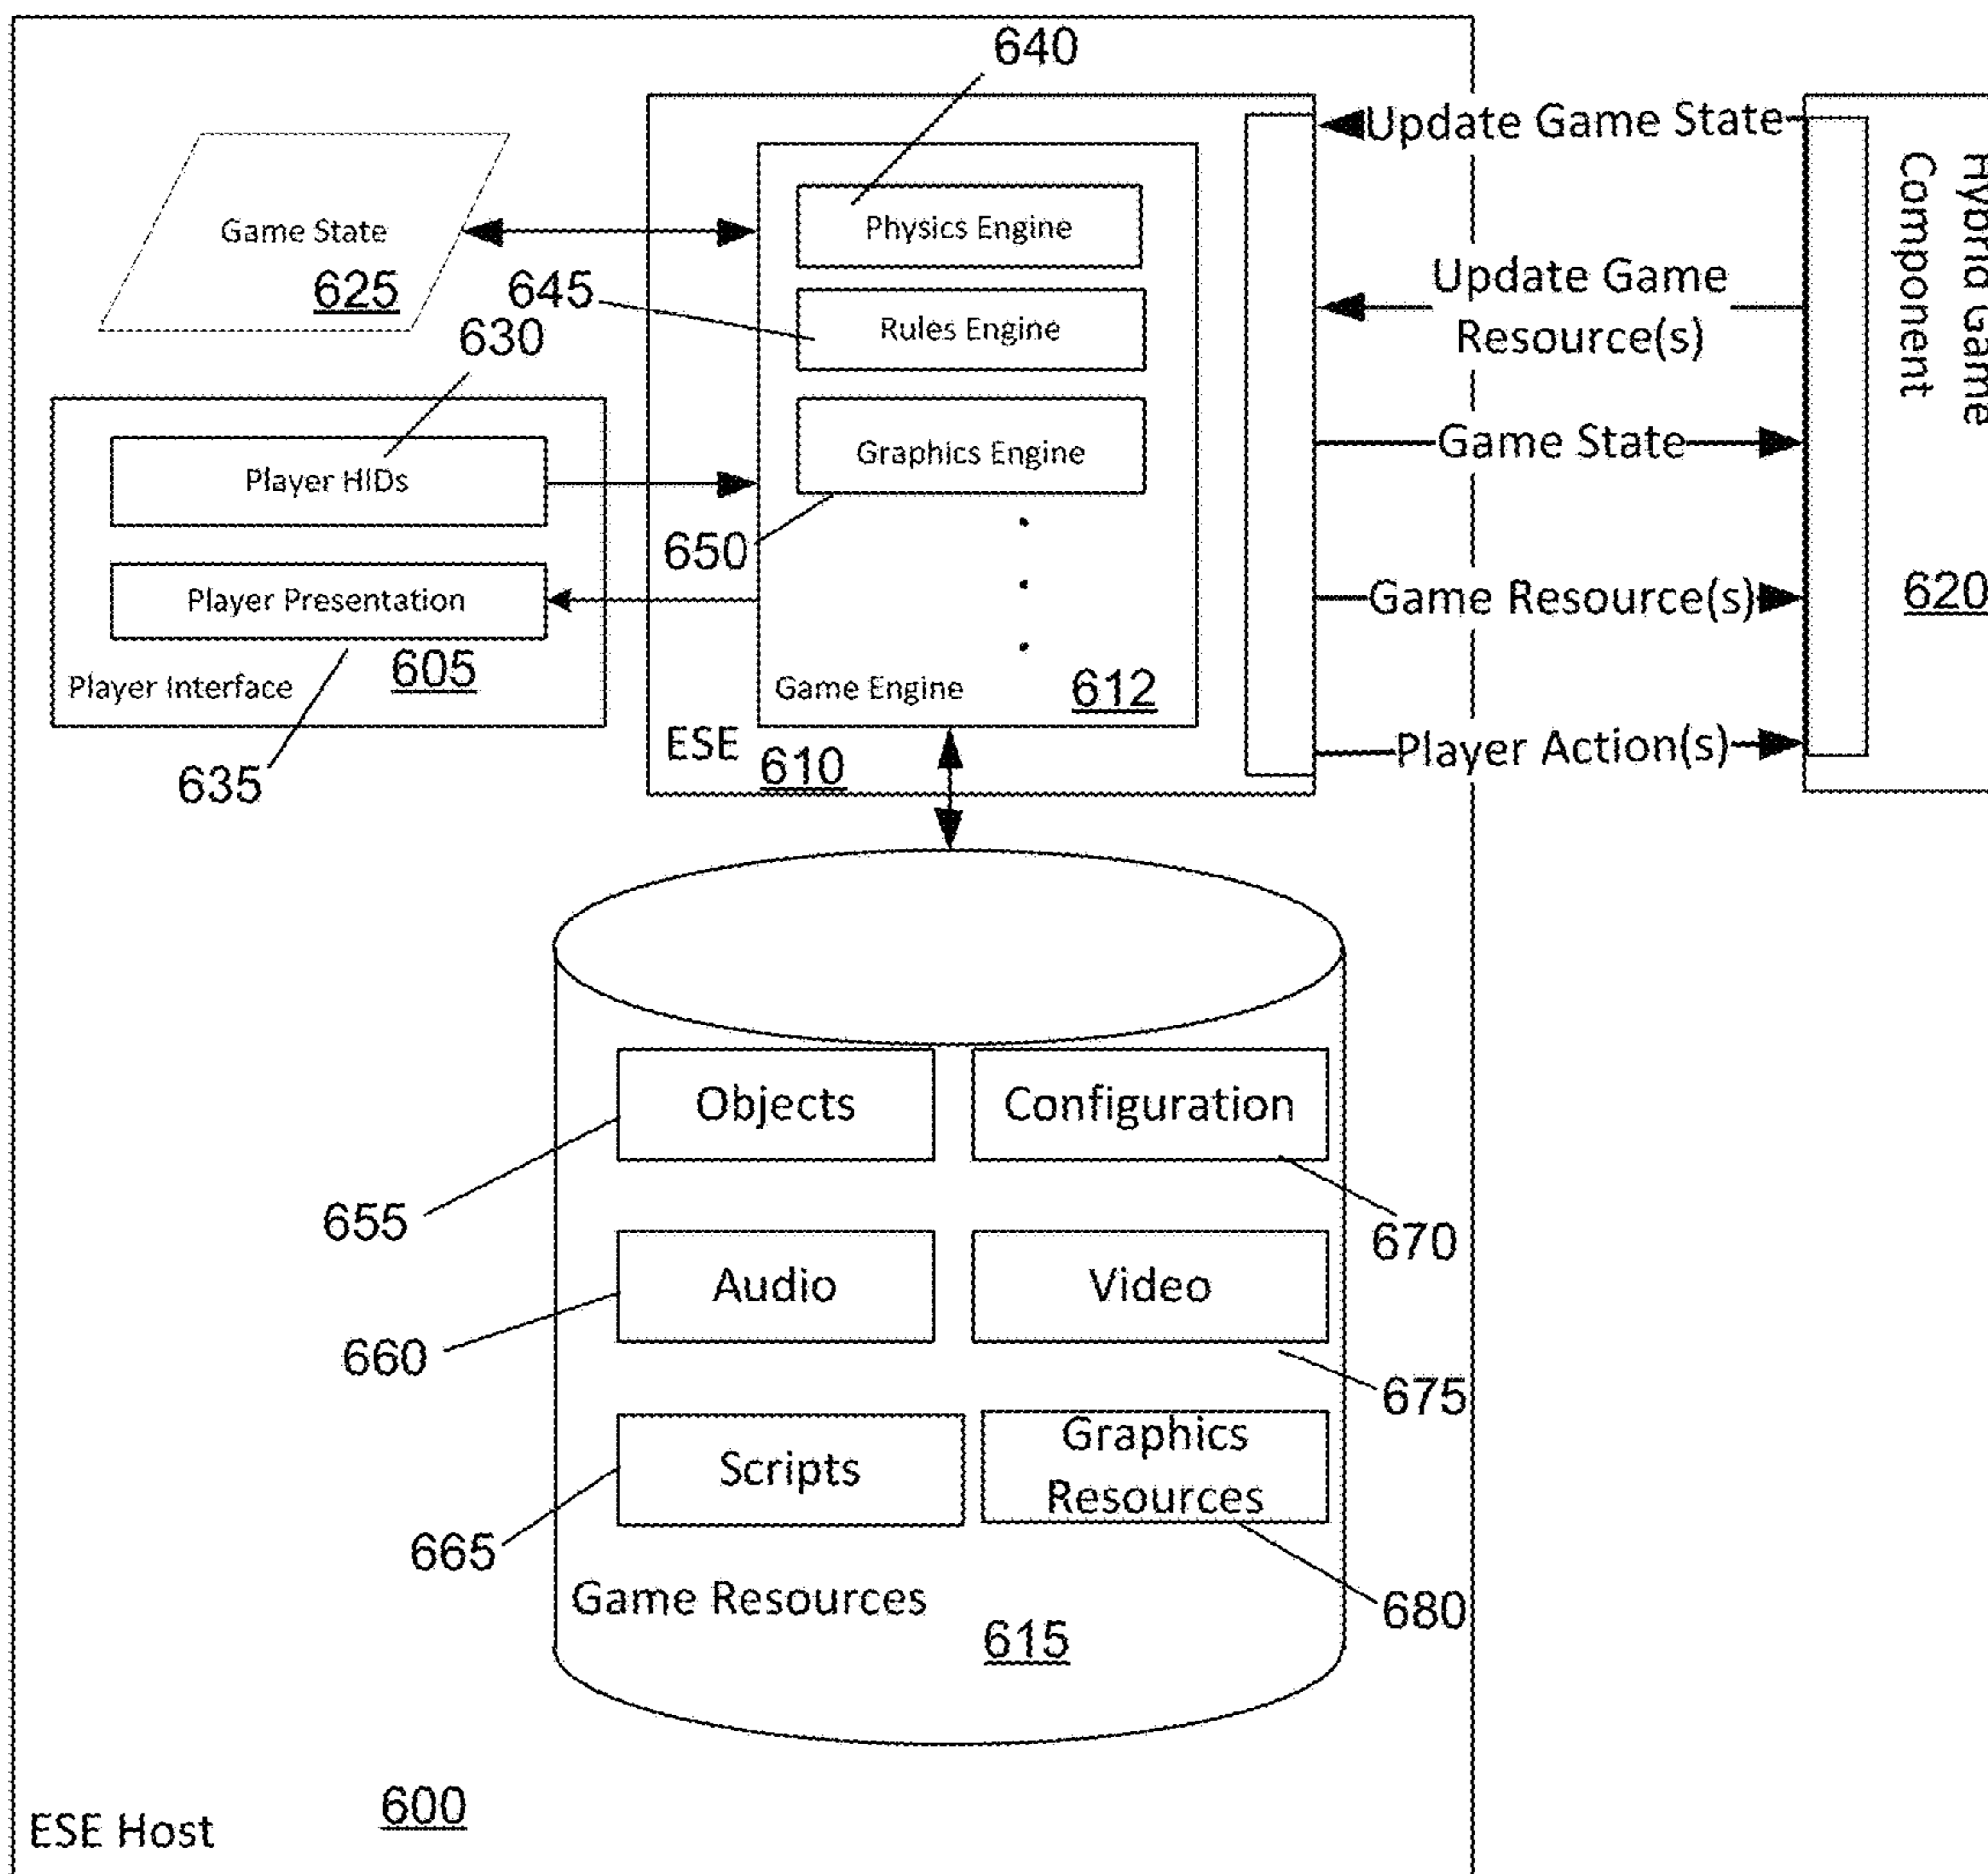 640
Update Game State
Game State
625
Physics Engine
645
Rules Engine
Update Game
Resource(s)
Hybrid Game
Component
630
Player HIDs
Graphics Engine
Game State
650
Player Presentation
605
Player Interface
635
Game Resource(s)
620
Game Engine
612
ESE
610
Player Action(s)
Objects
Configuration
655
670
Audio
Video
660
675
Scripts
Graphics
Resources
665
680
Game Resources
615
ESE Host
600